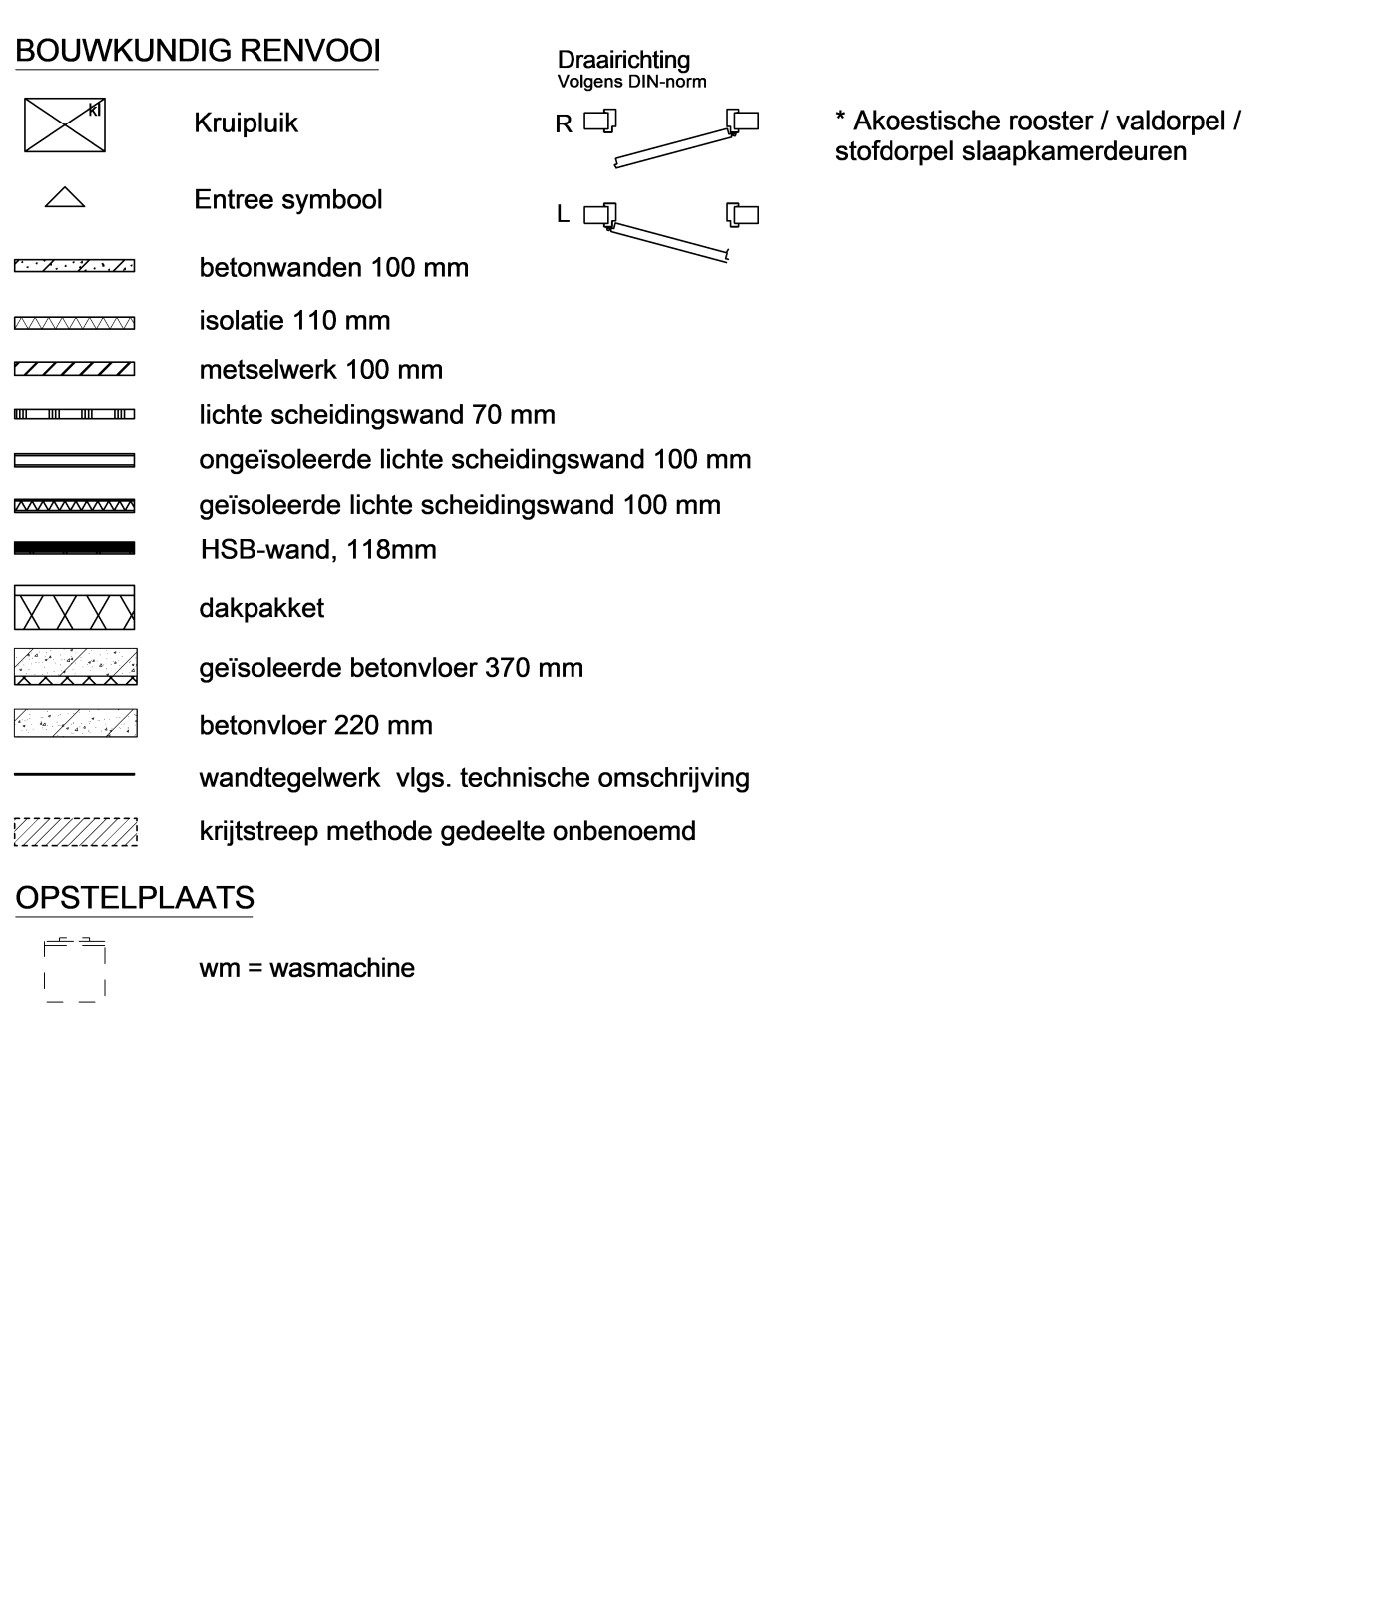 BOUWKUNDIG RENVOOI
kl
Kruipluik
Entree symbool
betonwanden 100 mm
isolatie 110 mm
metselwerk 100 mm
lichte scheidingswand 70 mm
ongeïsoleerde lichte scheidingswand 100 mm
geïsoleerde lichte scheidingswand 100 mm
HSB-wand, 118mm
dakpakket
geïsoleerde betonvloer 370 mm
betonvloer 220 mm
wandtegelwerk  vlgs. technische omschrijving
krijtstreep methode gedeelte onbenoemd
OPSTELPLAATS
wm = wasmachine
Draairichting
Volgens DIN-norm
R
L
* Akoestische rooster / valdorpel /
stofdorpel slaapkamerdeuren